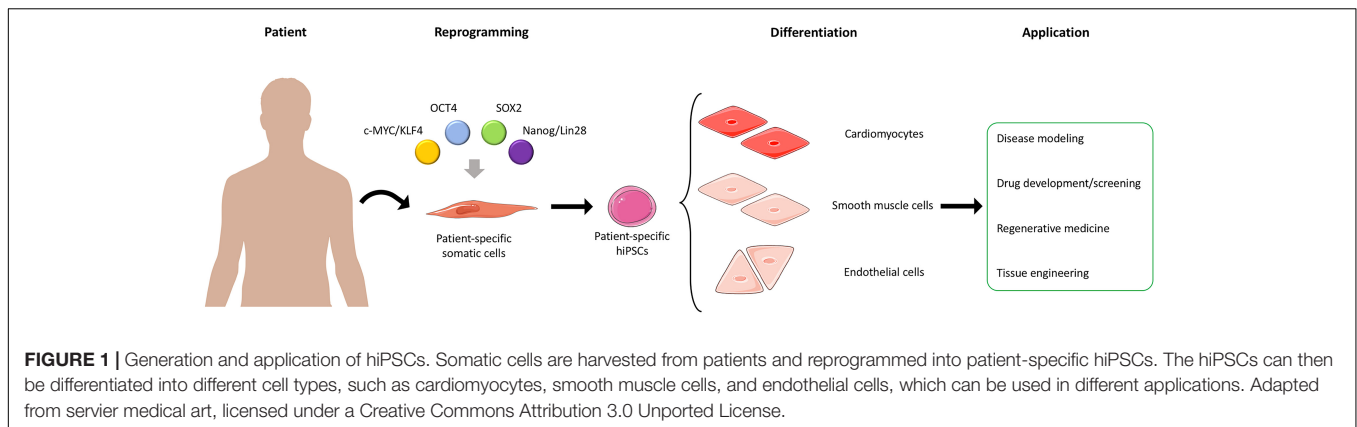 Patient
Reprogramming
Differentiation
Application
OCT4
SOX2
c-MYC/KLF4
Nanog/Lin28
Patient-specific
somatic cells
Patient-specific
hiPSCs
Cardiomyocytes
Smooth muscle cells
Endothelial cells
Disease modeling
Drug development/screening
Regenerative medicine
Tissue engineering
FIGURE 1 | Generation and application of hiPSCs. Somatic cells are harvested from patients and reprogrammed into patient-specific hiPSCs. The hiPSCs can then
be differentiated into different cell types, such as cardiomyocytes, smooth muscle cells, and endothelial cells, which can be used in different applications. Adapted
from servier medical art, licensed under a Creative Commons Attribution 3.0 Unported License.